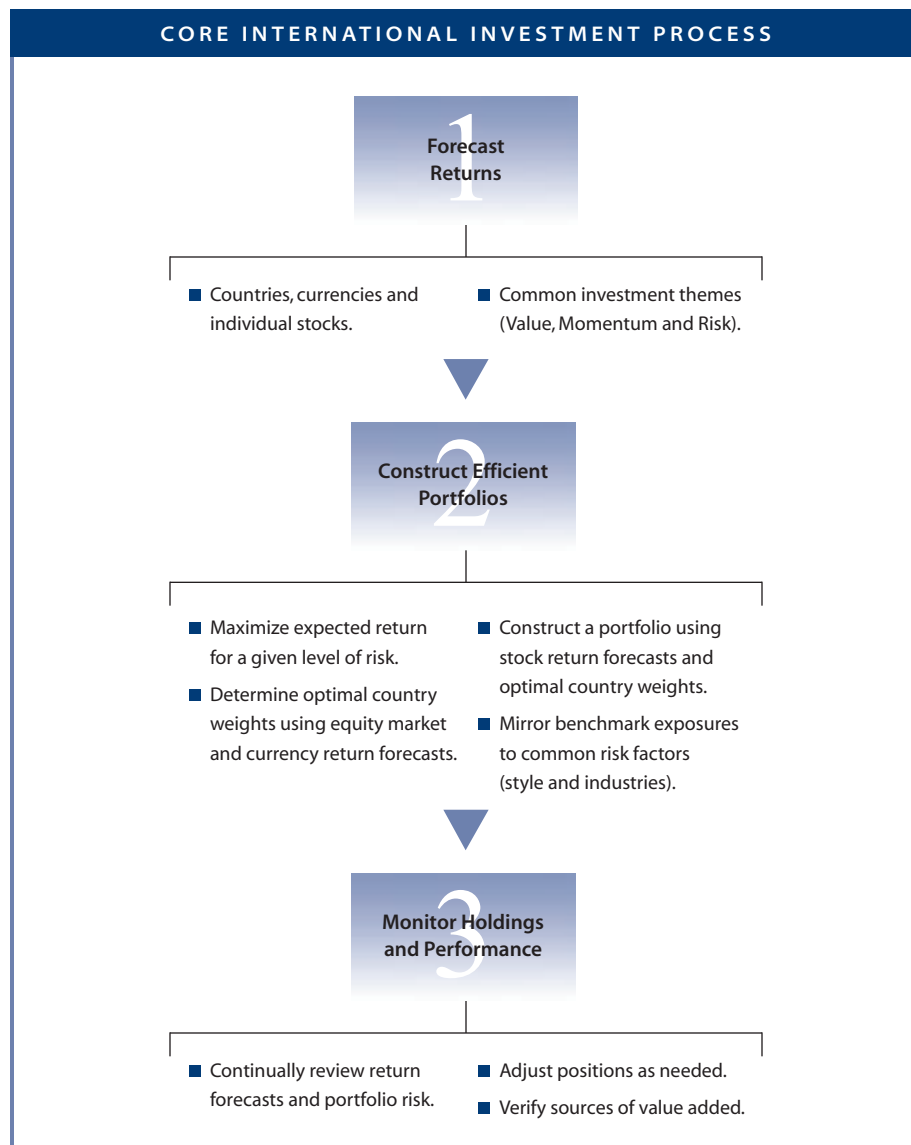 CORE INTERNATIONAL INVESTMENT PROCESS
1
Forecast
Returns
■ Countries, currencies and
individual stocks.
■ Common investment themes
(Value, Momentum and Risk).
2
Construct Efficient
Portfolios
■ Maximize expected return
for a given level of risk.
■ Determine optimal country
weights using equity market
and currency return forecasts.
■ Construct a portfolio using
stock return forecasts and
optimal country weights.
■ Mirror benchmark exposures
to common risk factors
(style and industries).
3
Monitor Holdings
and Performance
■ Continually review return
forecasts and portfolio risk.
■ Adjust positions as needed.
■ Verify sources of value added.